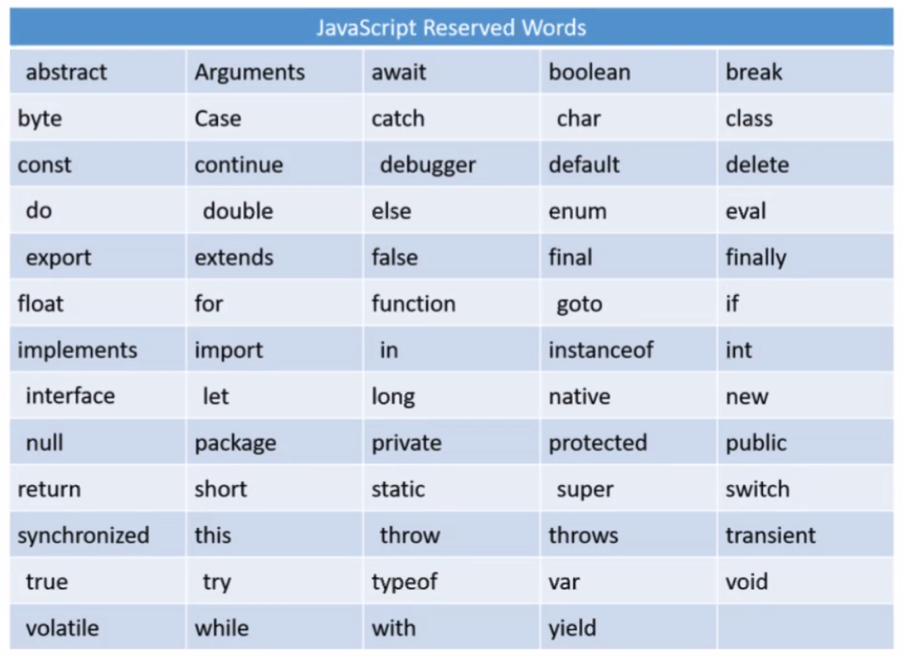 JavaScript Reserved Words
abstract Arguments await boolean break
byte Case catch char class
const continue debugger default delete
do double else enum eval
export extends false final finally
float for function goto if
implements import in instanceof int
interface let long native new
null package private protected public
return short static super switch
synchronized this throw throws transient
true try typeof var void
volatile while with yield